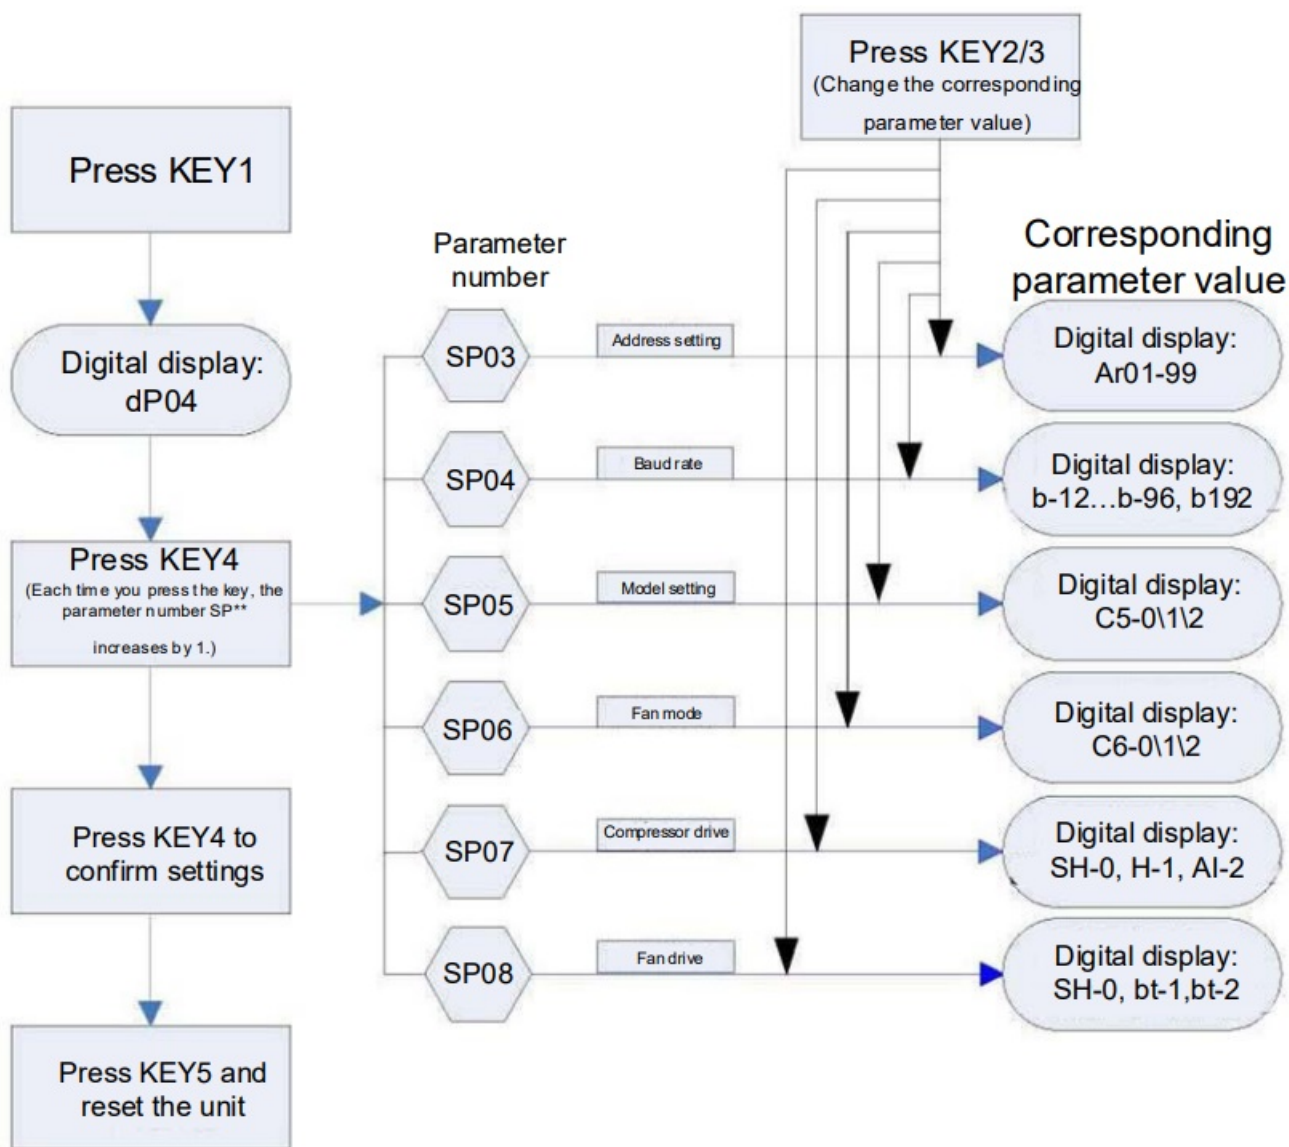 Press KEY1
Digital display:
dP04
Press KEY4
(Each time you press the key, the
parameter number SP**
increases by 1.)
Press KEY4 to
confirm settings
Press KEY5 and
reset the unit
Press KEY2/3
(Change the corresponding
parameter value)
Parameter
number
Corresponding
parameter value
SP03
Address setting
Digital display:
Ar01-99
SP04
Baud rate
Digital display:
b-12...b-96, b192
SP05
Model setting
Digital display:
C5-0\1\2
SP06
Fan mode
Digital display:
C6-0\1\2
SP07
Compressor drive
Digital display:
SH-0, H-1, AI-2
SP08
Fan drive
Digital display:
SH-0, bt-1,bt-2